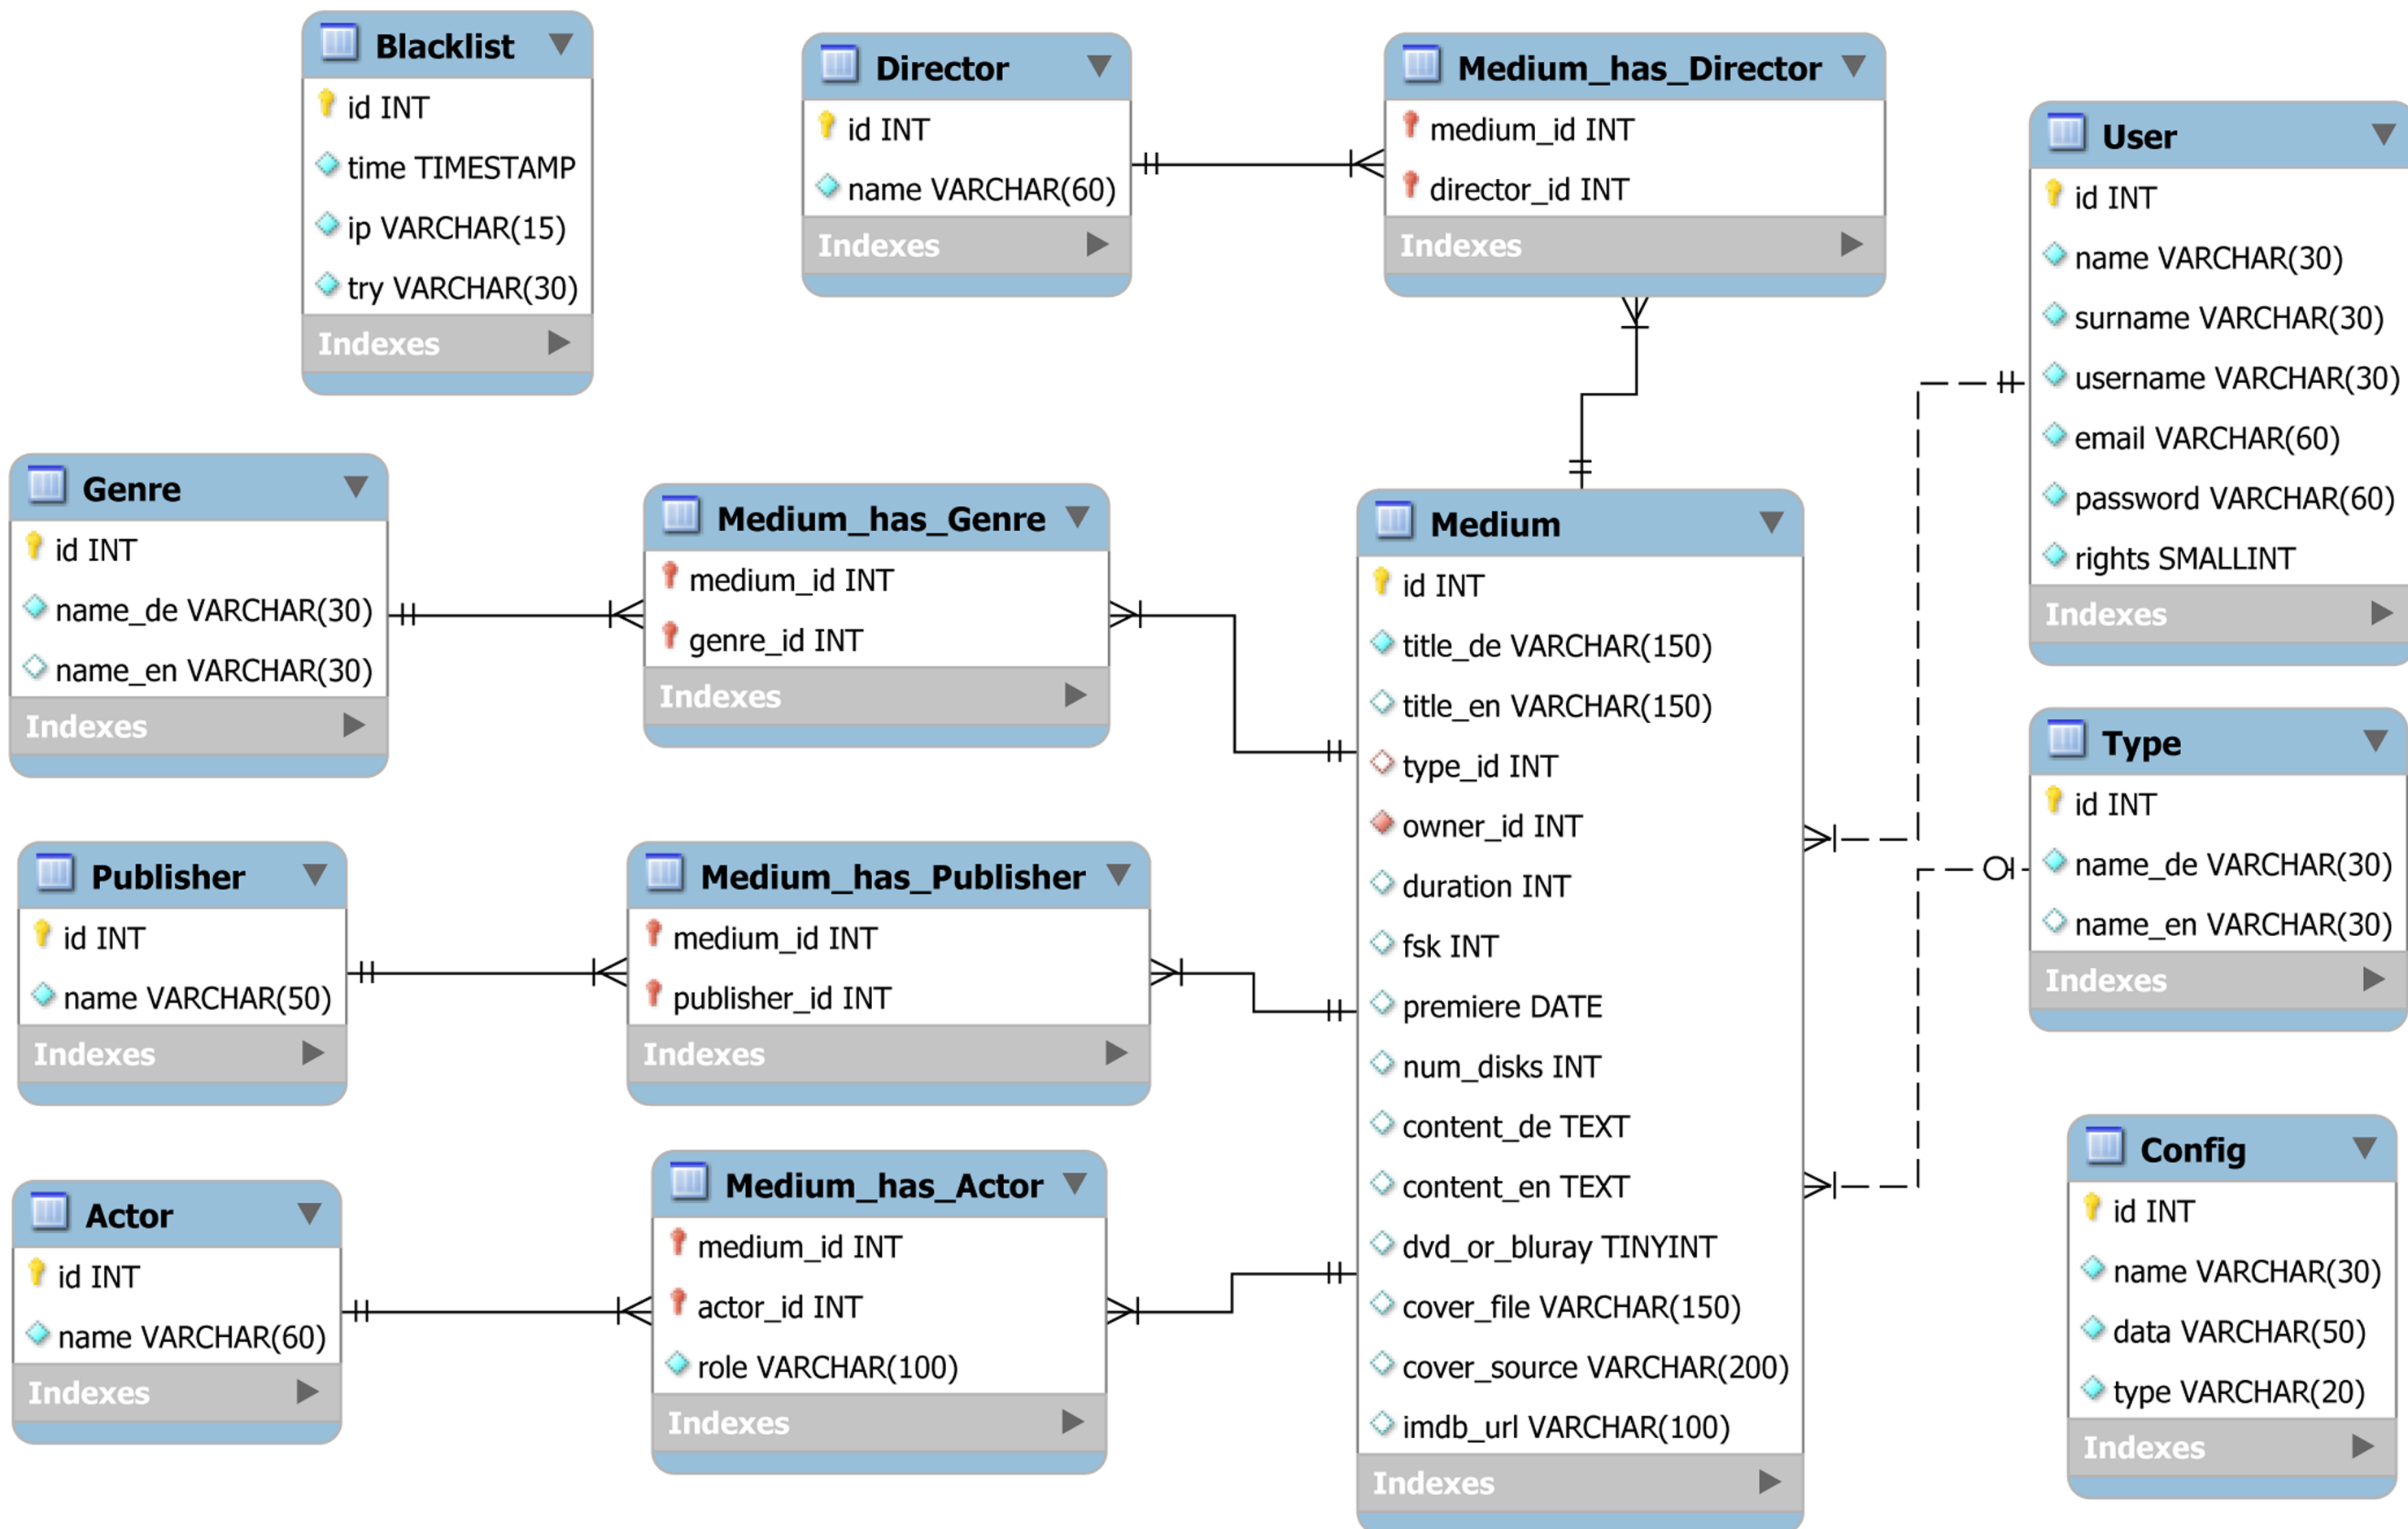 Blacklist
id INT
time TIMESTAMP
ip VARCHAR(15)
try VARCHAR(30)
Indexes
Director
id INT
name VARCHAR(60)
Indexes
Medium_has_Director
medium_id INT
director_id INT
Indexes
User
id INT
name VARCHAR(30)
surname VARCHAR(30)
username VARCHAR(30)
email VARCHAR(60)
password VARCHAR(60)
rights SMALLINT
Indexes
Genre
id INT
name_de VARCHAR(30)
name_en VARCHAR(30)
Indexes
Medium_has_Genre
medium_id INT
genre_id INT
Indexes
Medium
id INT
title_de VARCHAR(150)
title_en VARCHAR(150)
type_id INT
owner_id INT
duration INT
fsk INT
premiere DATE
num_disks INT
content_de TEXT
content_en TEXT
dvd_or_bluray TINYINT
cover_file VARCHAR(150)
cover_source VARCHAR(200)
imdb_url VARCHAR(100)
Indexes
Type
id INT
name_de VARCHAR(30)
name_en VARCHAR(30)
Indexes
Publisher
id INT
name VARCHAR(50)
Indexes
Medium_has_Publisher
medium_id INT
publisher_id INT
Indexes
Actor
id INT
name VARCHAR(60)
Indexes
Medium_has_Actor
medium_id INT
actor_id INT
role VARCHAR(100)
Indexes
Config
id INT
name VARCHAR(30)
data VARCHAR(50)
type VARCHAR(20)
Indexes